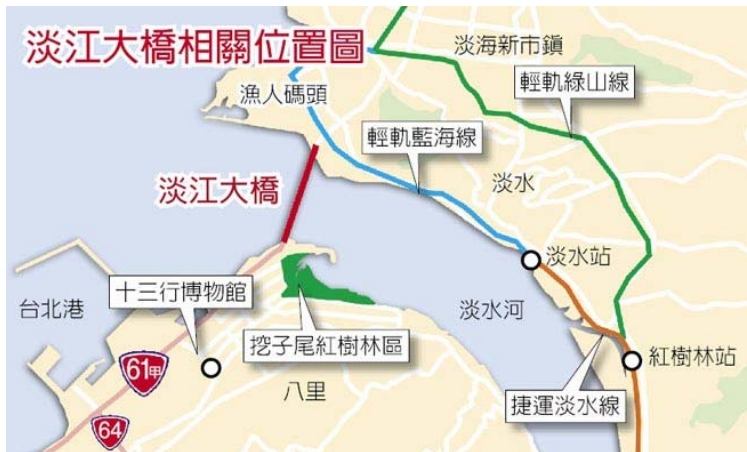 淡江大橋相關位置圖
淡海新市鎮
輕軌綠山線
漁人碼頭
輕軌藍海線
淡江大橋
淡水
淡水站
十三行博物館
台北港
淡水河
挖子尾紅樹林區
紅樹林站
61甲
八里
捷運淡水線
64